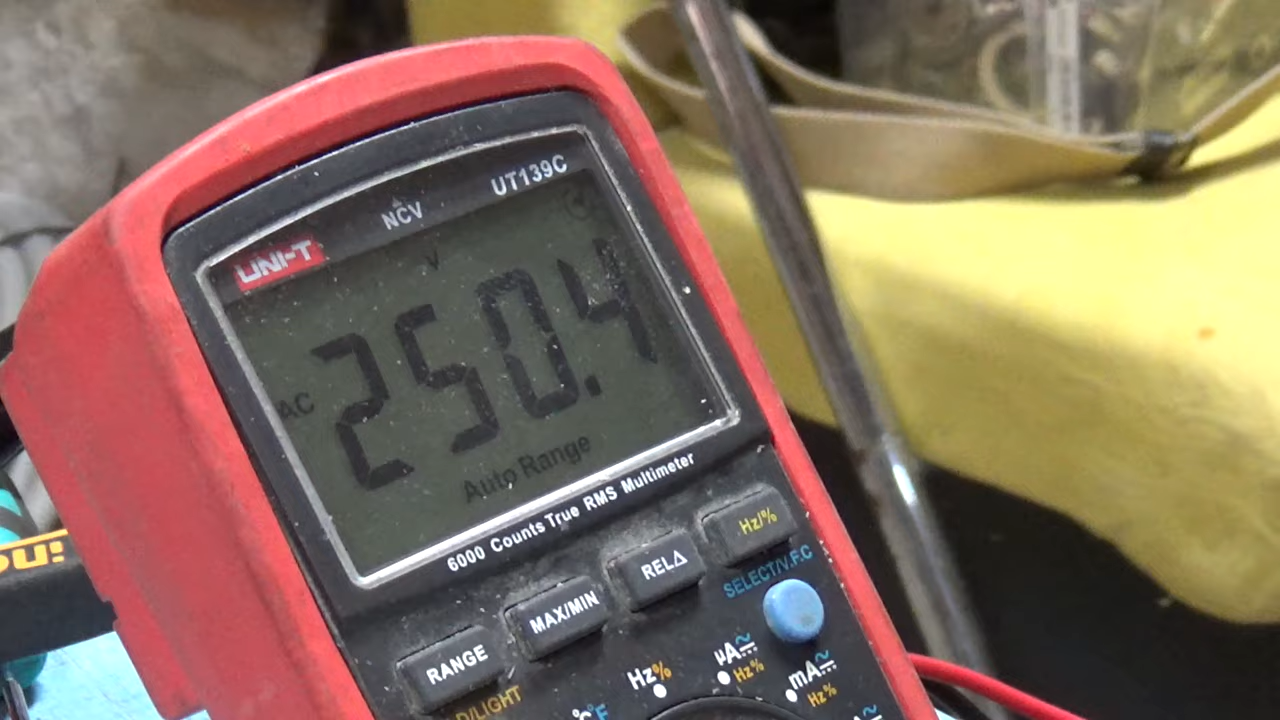 UNI-T
NCV
UT139C
V
AC
250.4
Auto Range
6000 Counts True RMS Multimeter
RANGE
MAX/MIN
RELΔ
Hz/%
SELECT/V.F.C
D/LIGHT
Hz%
µA
Hz%
mA
Hz%
°C°F